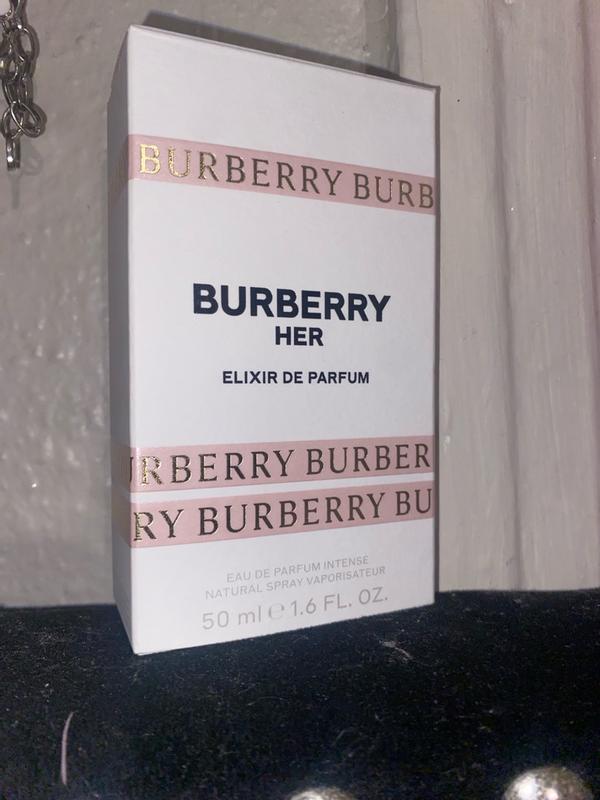 BURBERRY BURB
BURBERRY
HER
ELIXIR DE PARFUM
URBERRY BURBER
RY BURBERRY BU
EAU DE PARFUM INTENSE
NATURAL SPRAY VAPORISATEUR
50 ml ℮ 1.6 FL. OZ.